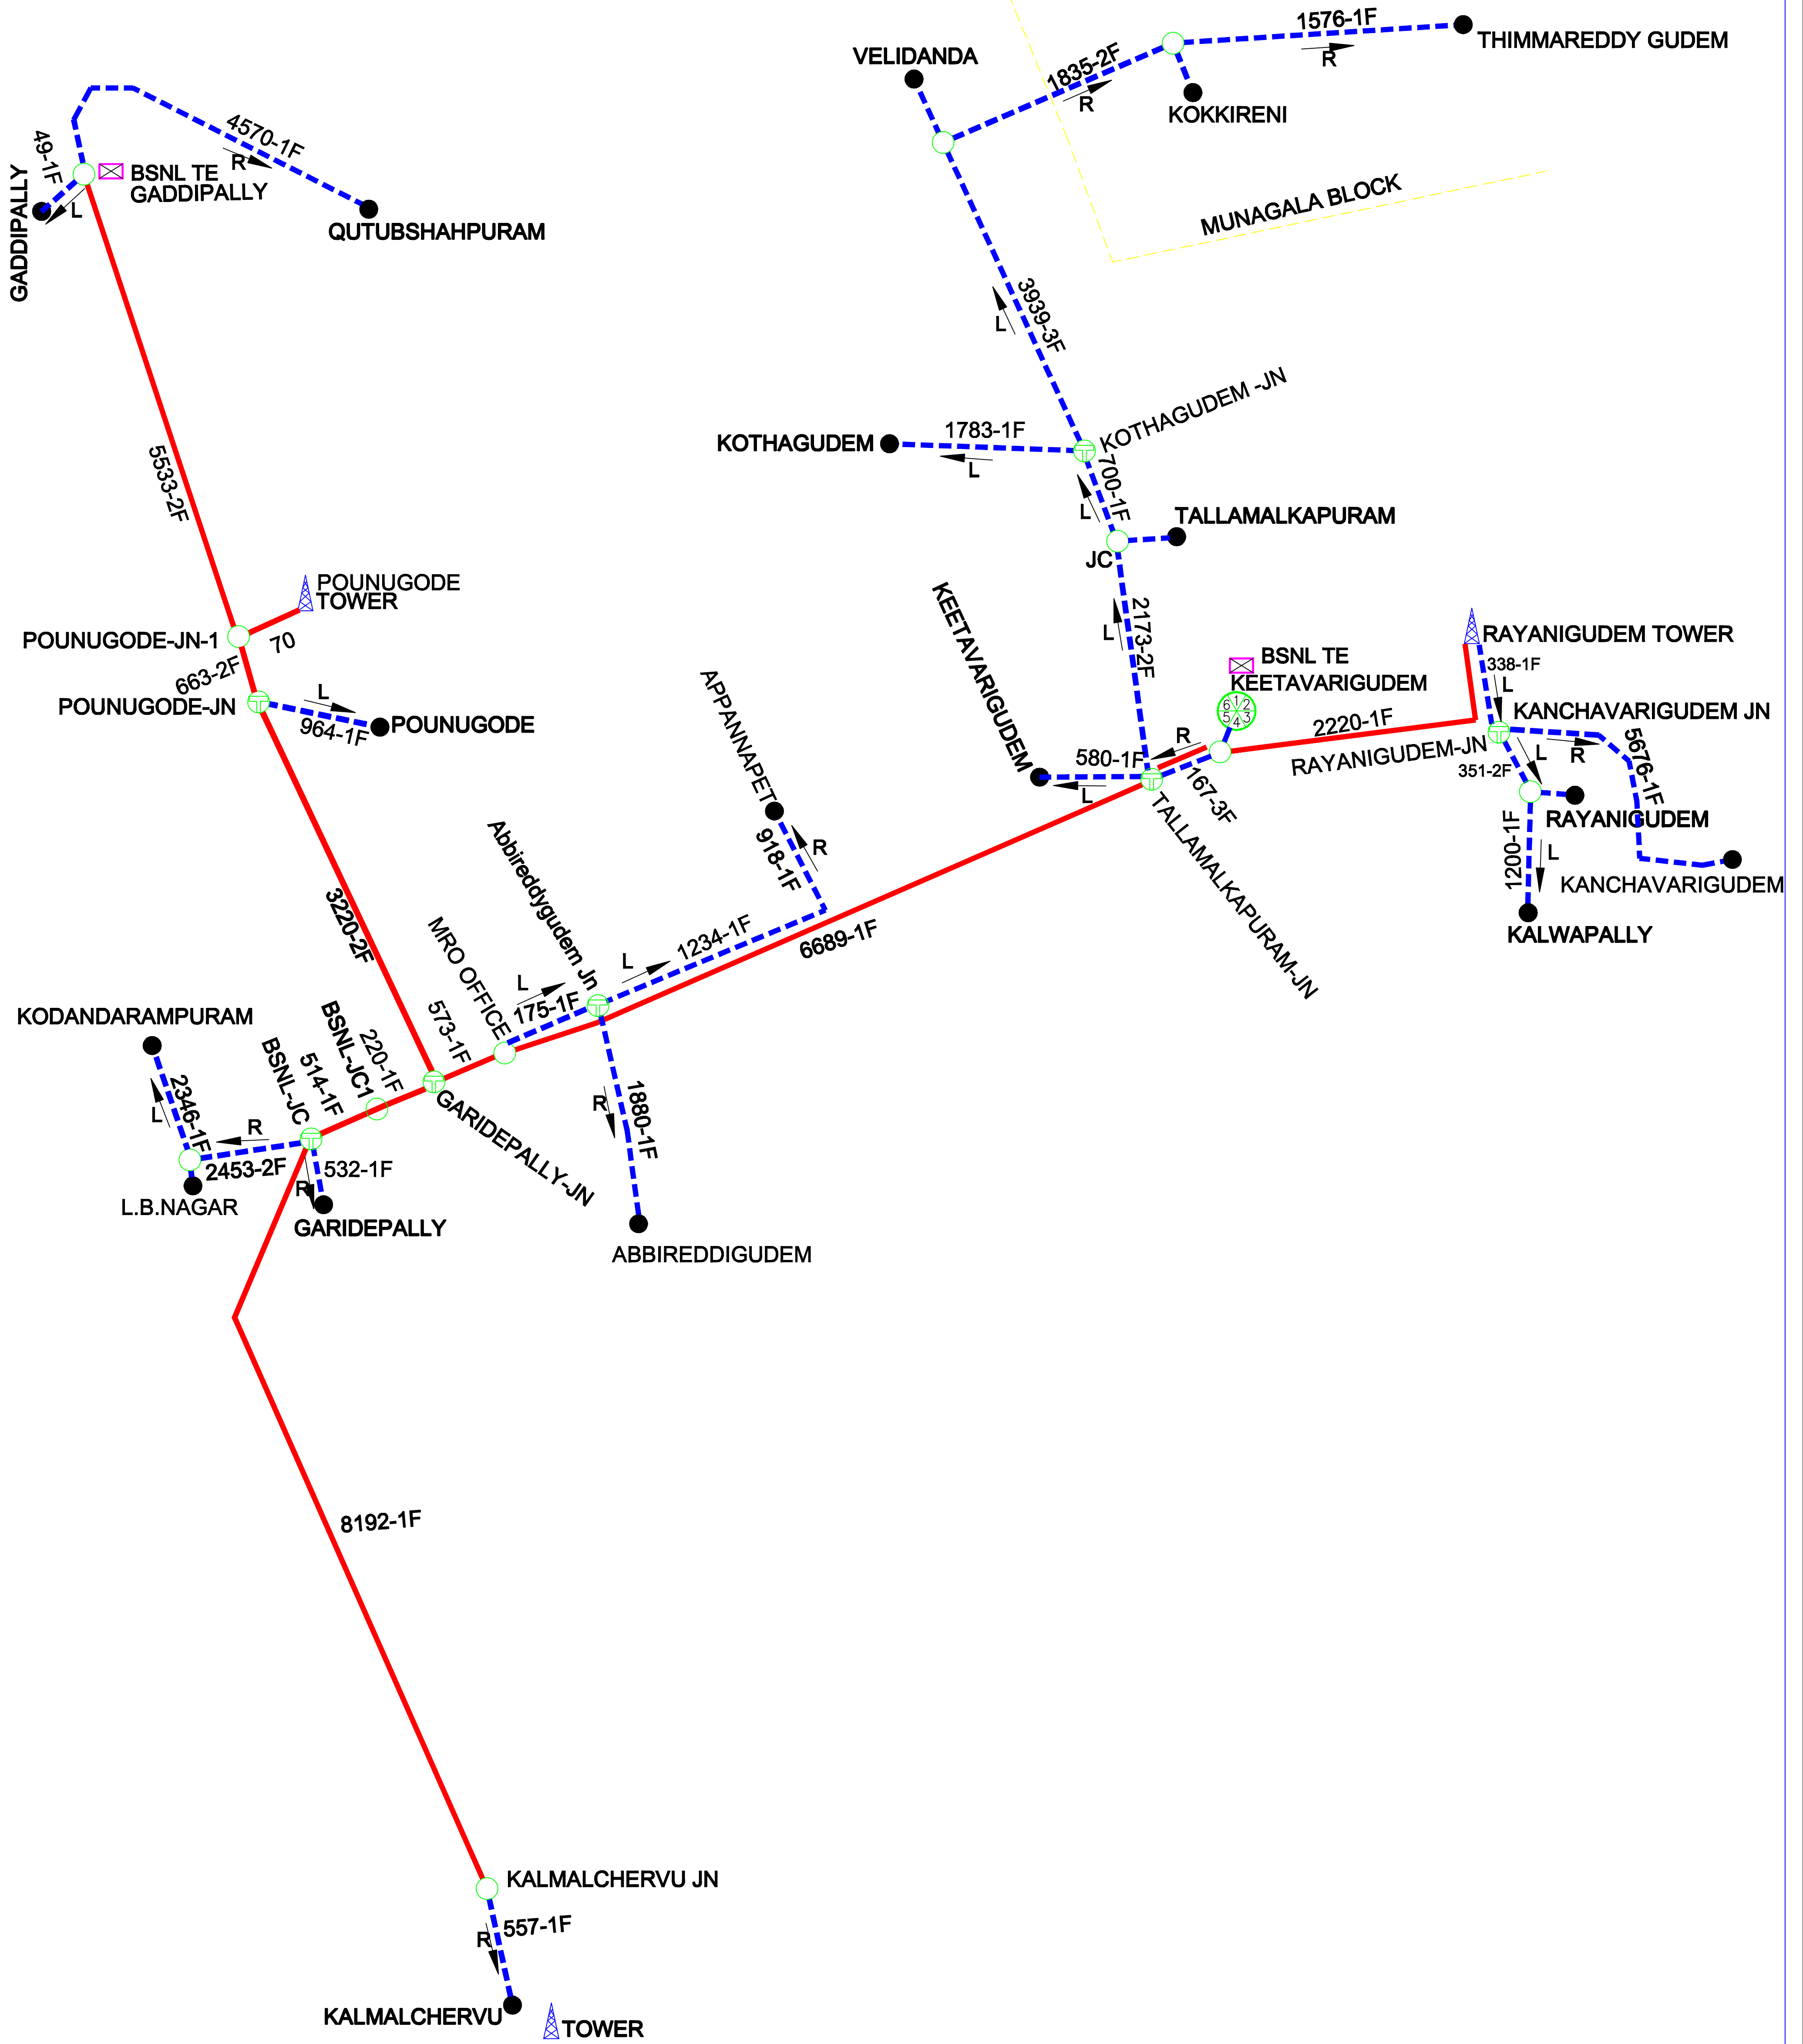 1576-1F
THIMMAREDDY GUDEM
R
VELIDANDA
1835-2F
R
KOKKIRENI
4570-1F
R
49-1F
BSNL TE
GADDIPALLY
L
GADDIPALLY
QUTUBSHAHPURAM
MUNAGALA BLOCK
3939-3F
L
KOTHAGUDEM -JN
KOTHAGUDEM
1783-1F
L
700-1F
L
5533-2F
TALLAMALKAPURAM
JC
POUNUGODE
TOWER
POUNUGODE-JN-1
70
663-2F
POUNUGODE-JN
L
964-1F
POUNUGODE
KEETAVARIGUDEM
2173-2F
L
BSNL TE
KEETAVARIGUDEM
1
2
3
4
5
6
RAYANIGUDEM TOWER
338-1F
L
KANCHAVARIGUDEM JN
2220-1F
RAYANIGUDEM-JN
R
L
R
5676-1F
351-2F
580-1F
L
167-3F
TALLAMALKAPURAM-JN
RAYANIGUDEM
1200-1F
L
KANCHAVARIGUDEM
KALWAPALLY
APPANNAPET
918-1F
R
Abbireddygudem Jn
1234-1F
L
6689-1F
3220-2F
MRO OFFICE
L
175-1F
573-1F
KODANDARAMPURAM
BSNL-JC1
220-1F
BSNL-JC
514-1F
GARIDEPALLY-JN
2346-1F
L
R
2453-2F
532-1F
R
L.B.NAGAR
GARIDEPALLY
1880-1F
R
ABBIREDDIGUDEM
8192-1F
KALMALCHERVU JN
557-1F
R
KALMALCHERVU
TOWER